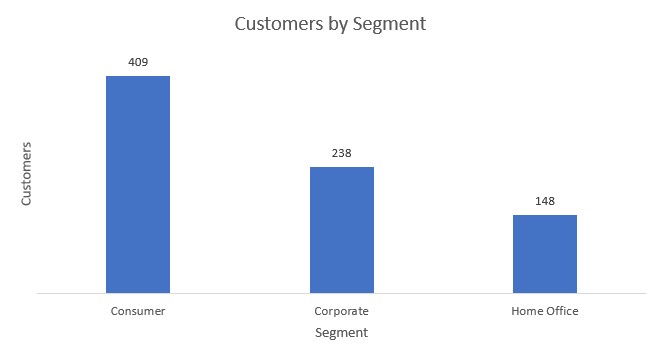 Customers by Segment
409
238
148
Customers
Consumer
Corporate
Home Office
Segment